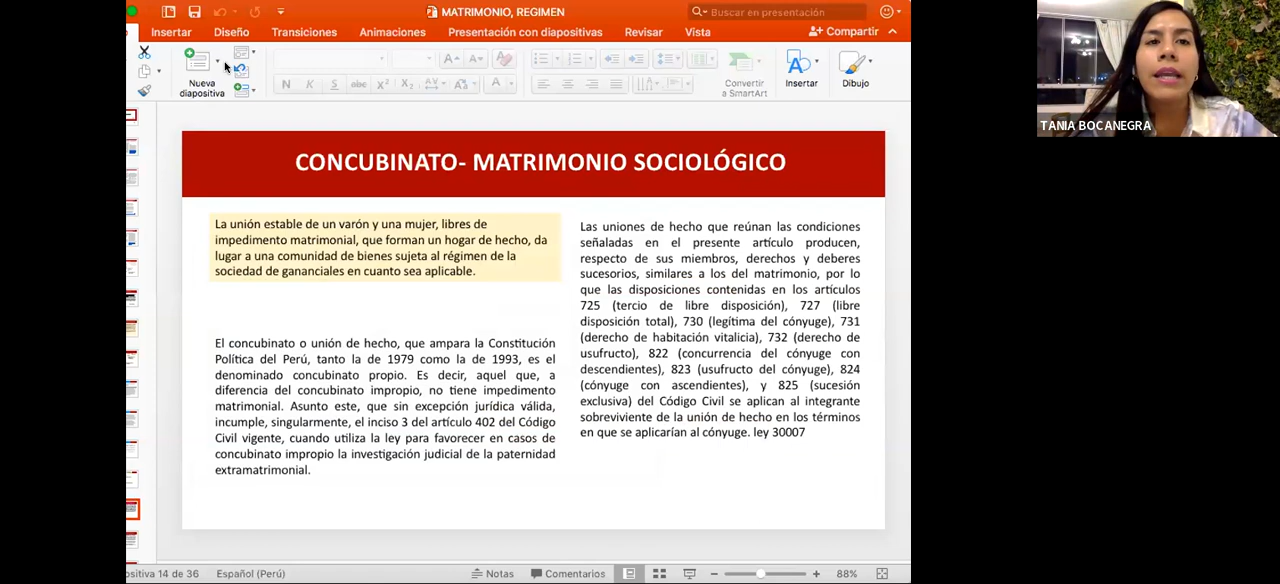 MATRIMONIO, REGIMEN
Buscar en presentación
Insertar
Diseño
Transiciones
Animaciones
Presentación con diapositivas
Revisar
Vista
Compartir
Nueva
diapositiva
N K S abc X² X₂ AV Aa A
Convertir
a SmartArt
Insertar
Dibujo
CONCUBINATO- MATRIMONIO SOCIOLÓGICO
La unión estable de un varón y una mujer, libres de
impedimento matrimonial, que forman un hogar de hecho, da
lugar a una comunidad de bienes sujeta al régimen de la
sociedad de gananciales en cuanto sea aplicable.
El concubinato o unión de hecho, que ampara la Constitución
Política del Perú, tanto la de 1979 como la de 1993, es el
denominado concubinato propio. Es decir, aquel que, a
diferencia del concubinato impropio, no tiene impedimento
matrimonial. Asunto este, que sin excepción jurídica válida,
incumple, singularmente, el inciso 3 del artículo 402 del Código
Civil vigente, cuando utiliza la ley para favorecer en casos de
concubinato impropio la investigación judicial de la paternidad
extramatrimonial.
Las uniones de hecho que reúnan las condiciones
señaladas en el presente artículo producen,
respecto de sus miembros, derechos y deberes
sucesorios, similares a los del matrimonio, por lo
que las disposiciones contenidas en los artículos
725 (tercio de libre disposición), 727 (libre
disposición total), 730 (legítima del cónyuge), 731
(derecho de habitación vitalicia), 732 (derecho de
usufructo), 822 (concurrencia del cónyuge con
descendientes), 823 (usufructo del cónyuge), 824
(cónyuge con ascendientes), y 825 (sucesión
exclusiva) del Código Civil se aplican al integrante
sobreviviente de la unión de hecho en los términos
en que se aplicarían al cónyuge. ley 30007
positiva 14 de 36
Español (Perú)
Notas
Comentarios
88%
TANIA BOCANEGRA